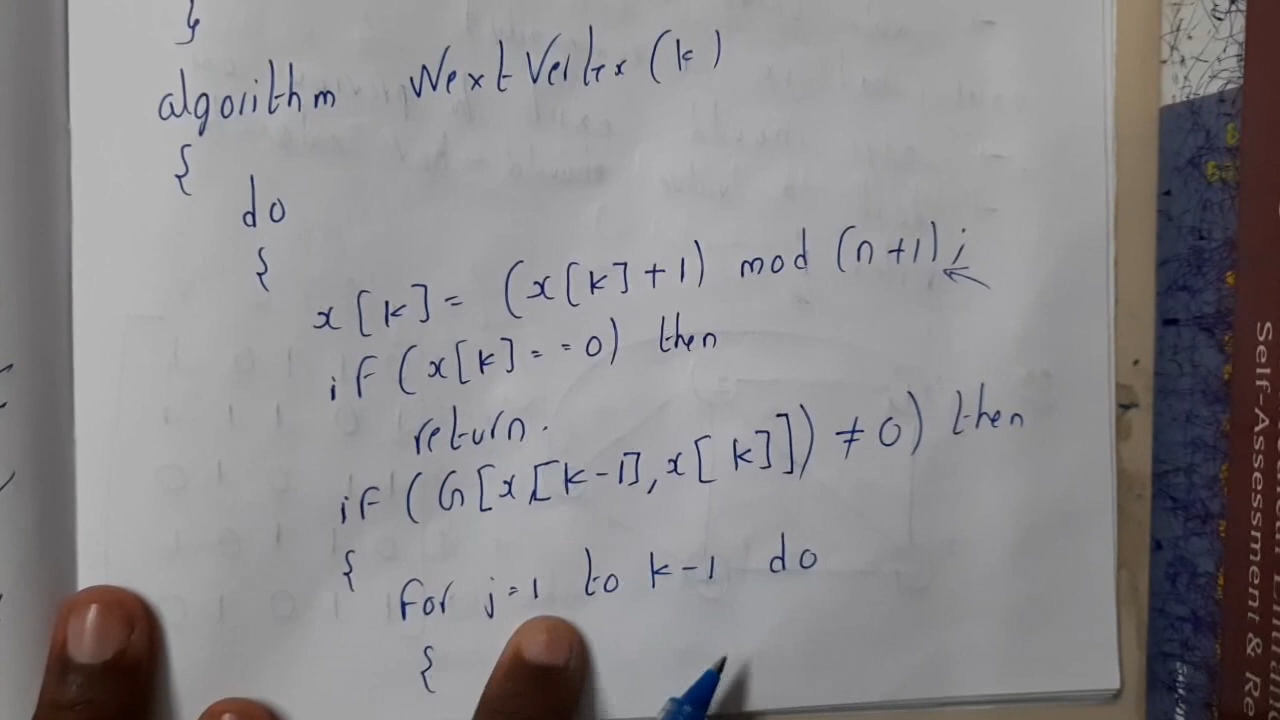 }
algorithm NextVertex (k)
{
do
{
x[k] = (x[k]+1) mod (n+1);
if (x[k] == 0) then
return.
if (G[x[k-1], x[k]]) ≠ 0) then
{
for j=1 to k-1 do
{
Self-Assessment & Re